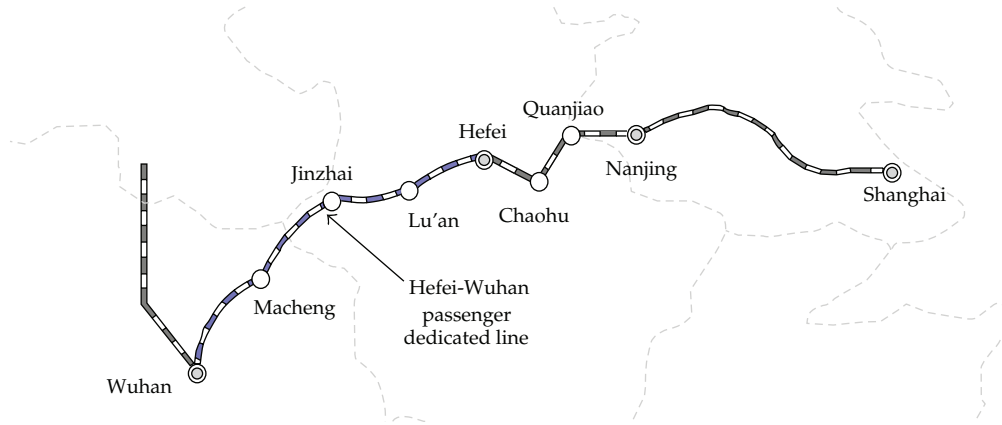 Quanjiao
Hefei
Nanjing
Jinzhai
Shanghai
Lu'an
Chaohu
Hefei-Wuhan
passenger
dedicated line
Macheng
Wuhan